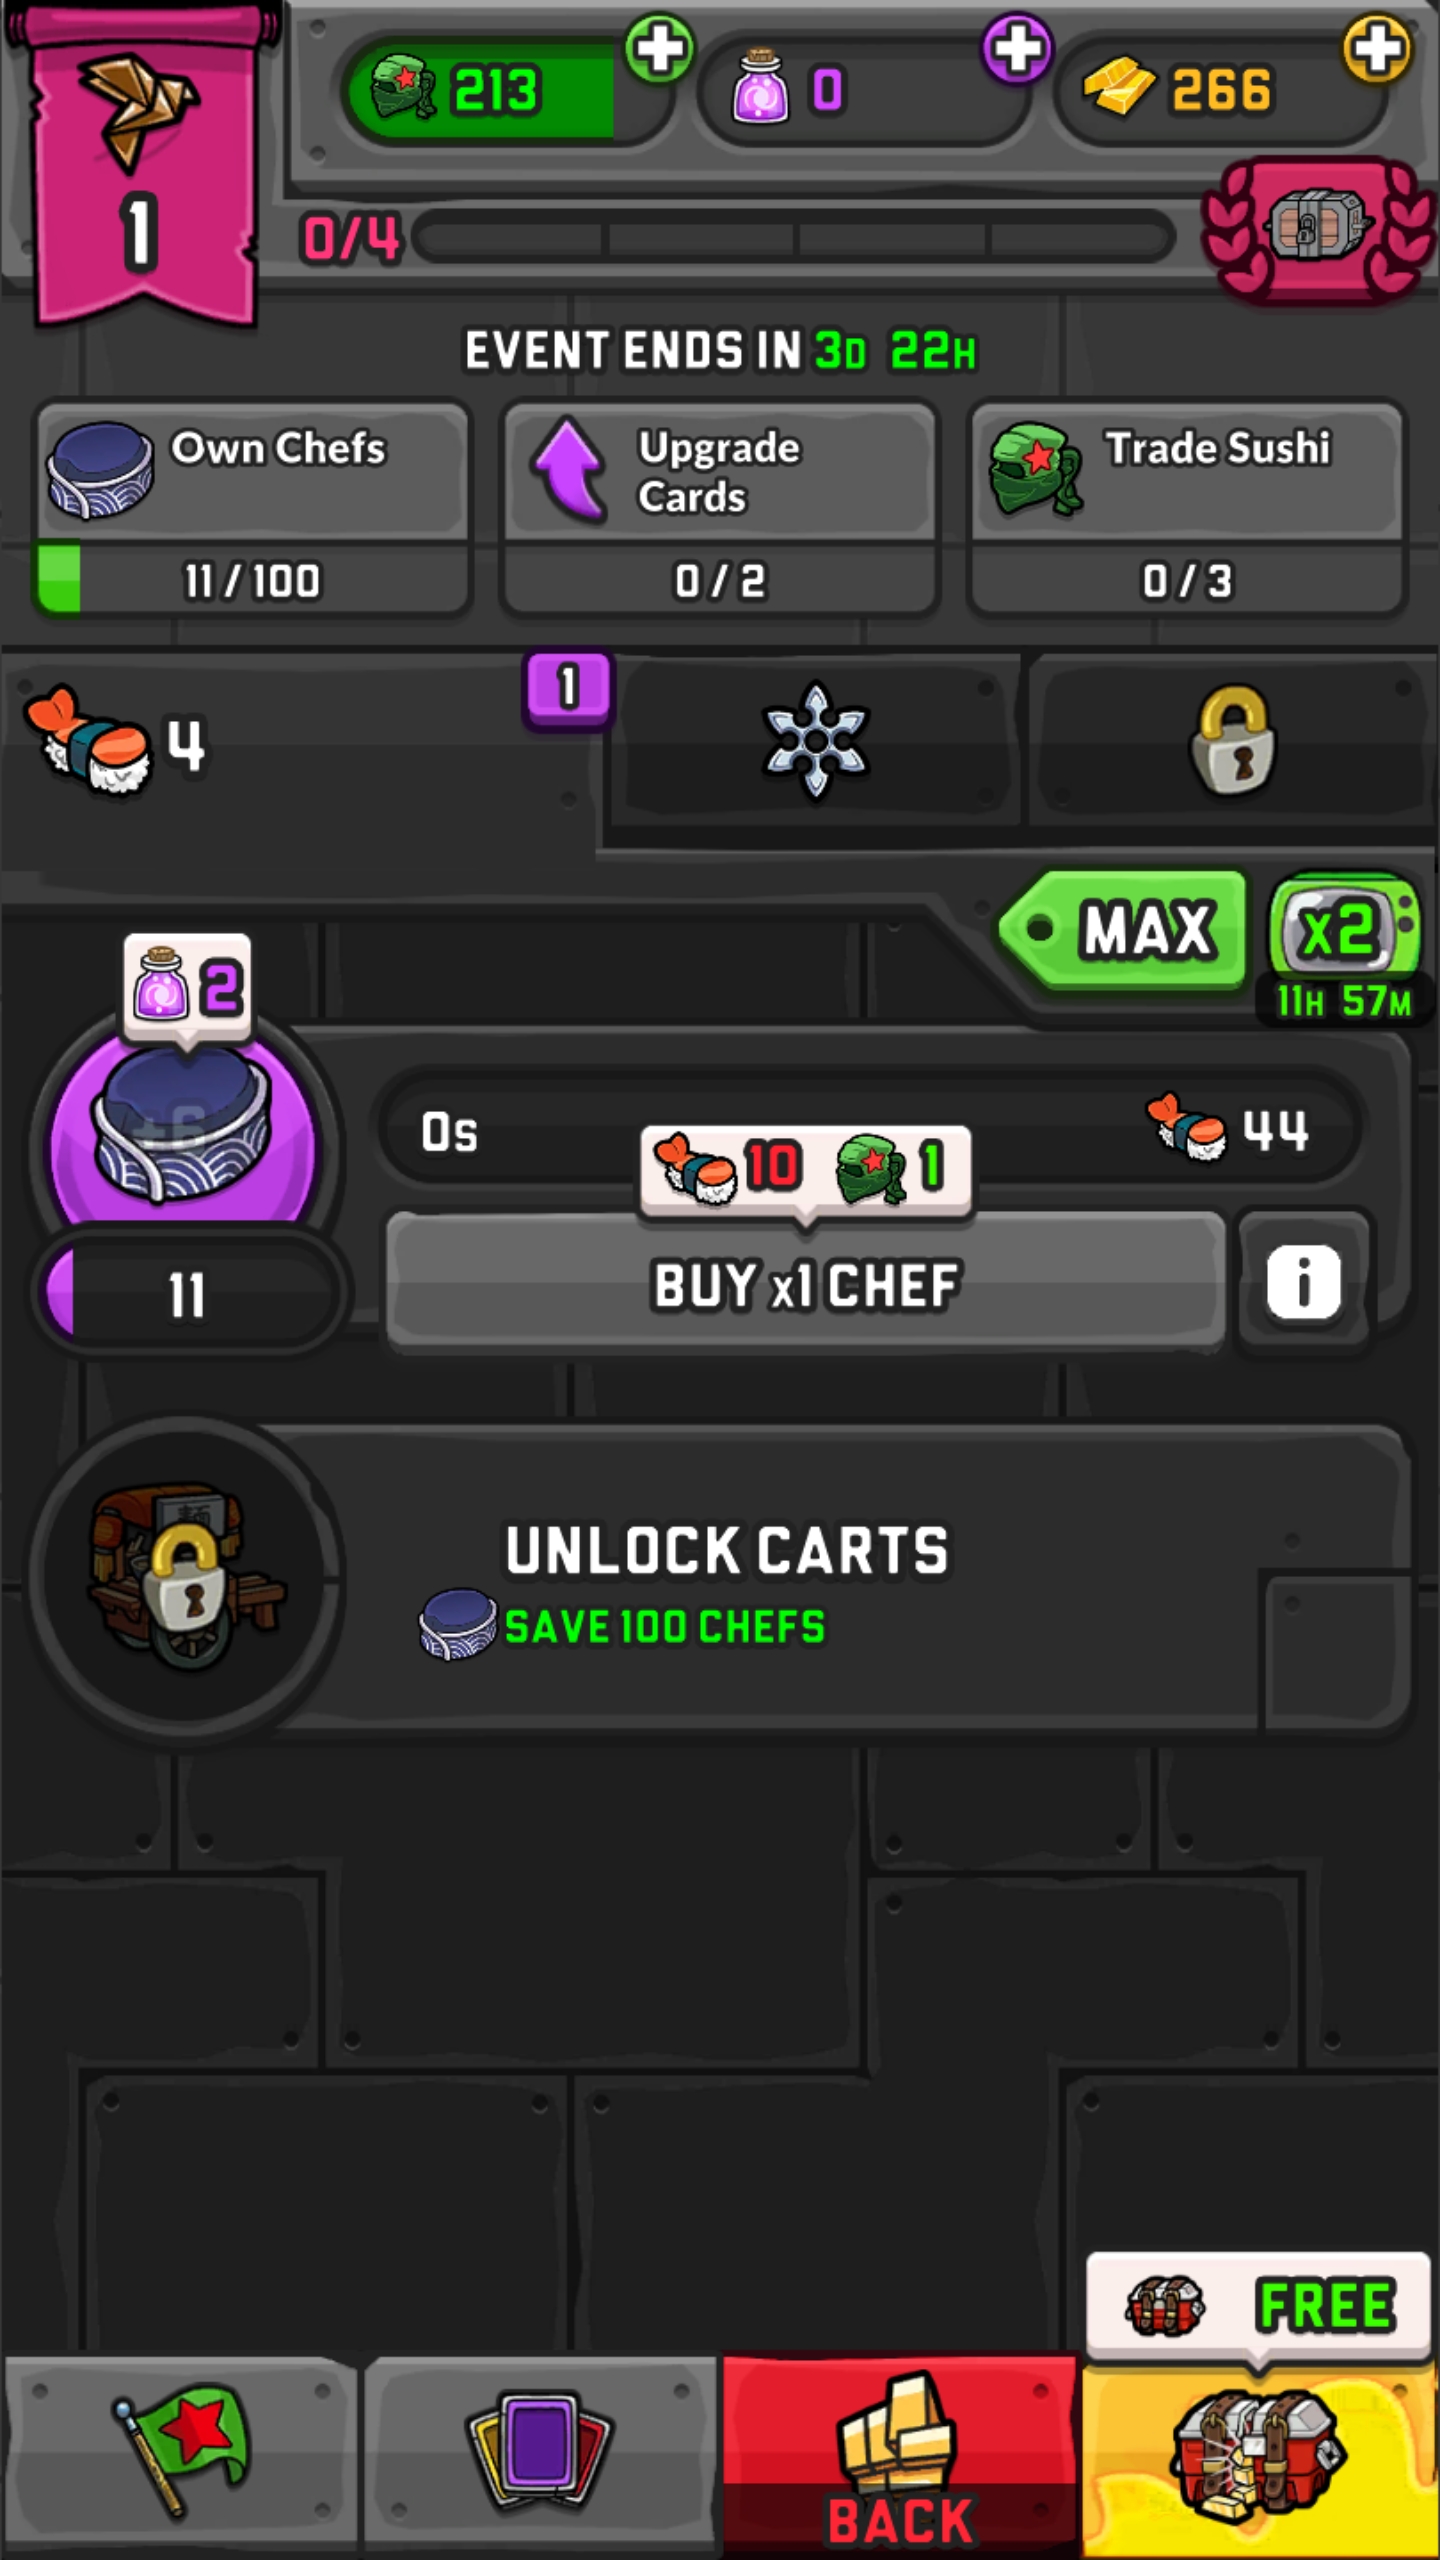 213
0
266
1
0/4
EVENT ENDS IN 3D 22H
Own Chefs
11/100
Upgrade
Cards
0/2
Trade Sushi
0/3
4
1
MAX
x2
11H 57M
2
+6
0s
44
10 1
11
BUY x1 CHEF
i
UNLOCK CARTS
SAVE 100 CHEFS
FREE
BACK